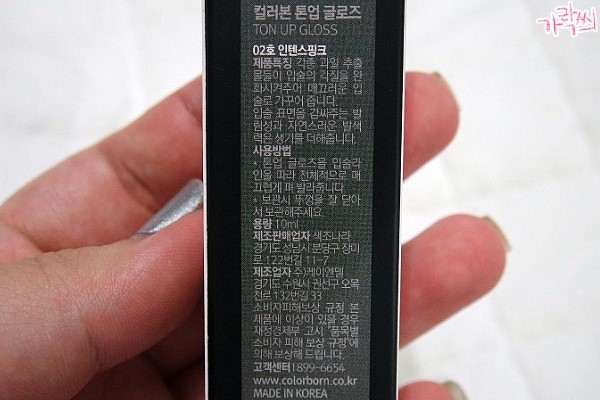 가락찌
컬러본 톤업 글로즈
TON UP GLOSS
02호 인텐스핑크
제품특징 각종 과일 추출
물들이 입술의 각질을 완
화시켜주어 매끄러운 입
술로 가꾸어 줍니다.
입술 표면을 감싸주는 발
림성과 자연스러운 발색
력은 생기를 더해줍니다.
사용방법
* 톤업 글로즈을 입술라
인을 따라 전체적으로 매
끄럽게 펴 발라줍니다.
* 보관시 뚜껑을 잘 닫아
서 보관해주세요.
용량 10ml
제조판매업자 색조나라
경기도 성남시 분당구 장미
로 122번길 11-7
제조업자 주)케이엔텔
경기도 수원시 권선구 오목
천로 132번길 33
소비자피해보상 규정 본
제품에 이상이 있을 경우
재정경제부 고시 "품목별
소비자 피해 보상 규정"에
의해 보상해 드립니다.
고객센터 1899-6654
www.colorborn.co.kr
MADE IN KOREA